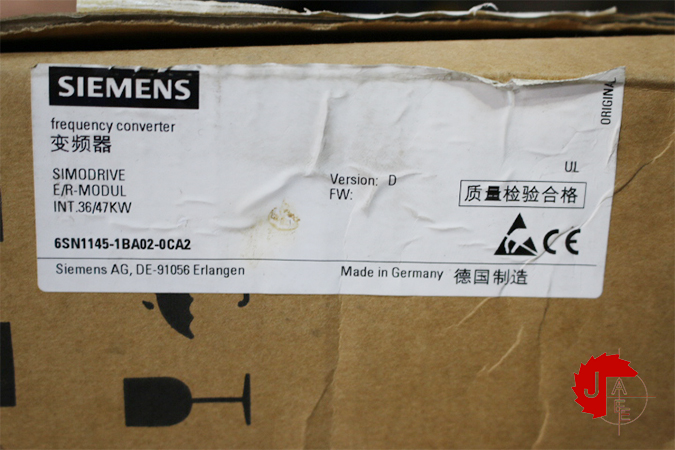 SIEMENS
ORIGINAL
frequency converter
变频器
SIMODRIVE
E/R-MODUL
INT.36/47KW
Version: D
FW:
UL
质量检验合格
6SN1145-1BA02-0CA2
CE
Siemens AG, DE-91056 Erlangen
Made in Germany 德国制造
J
A